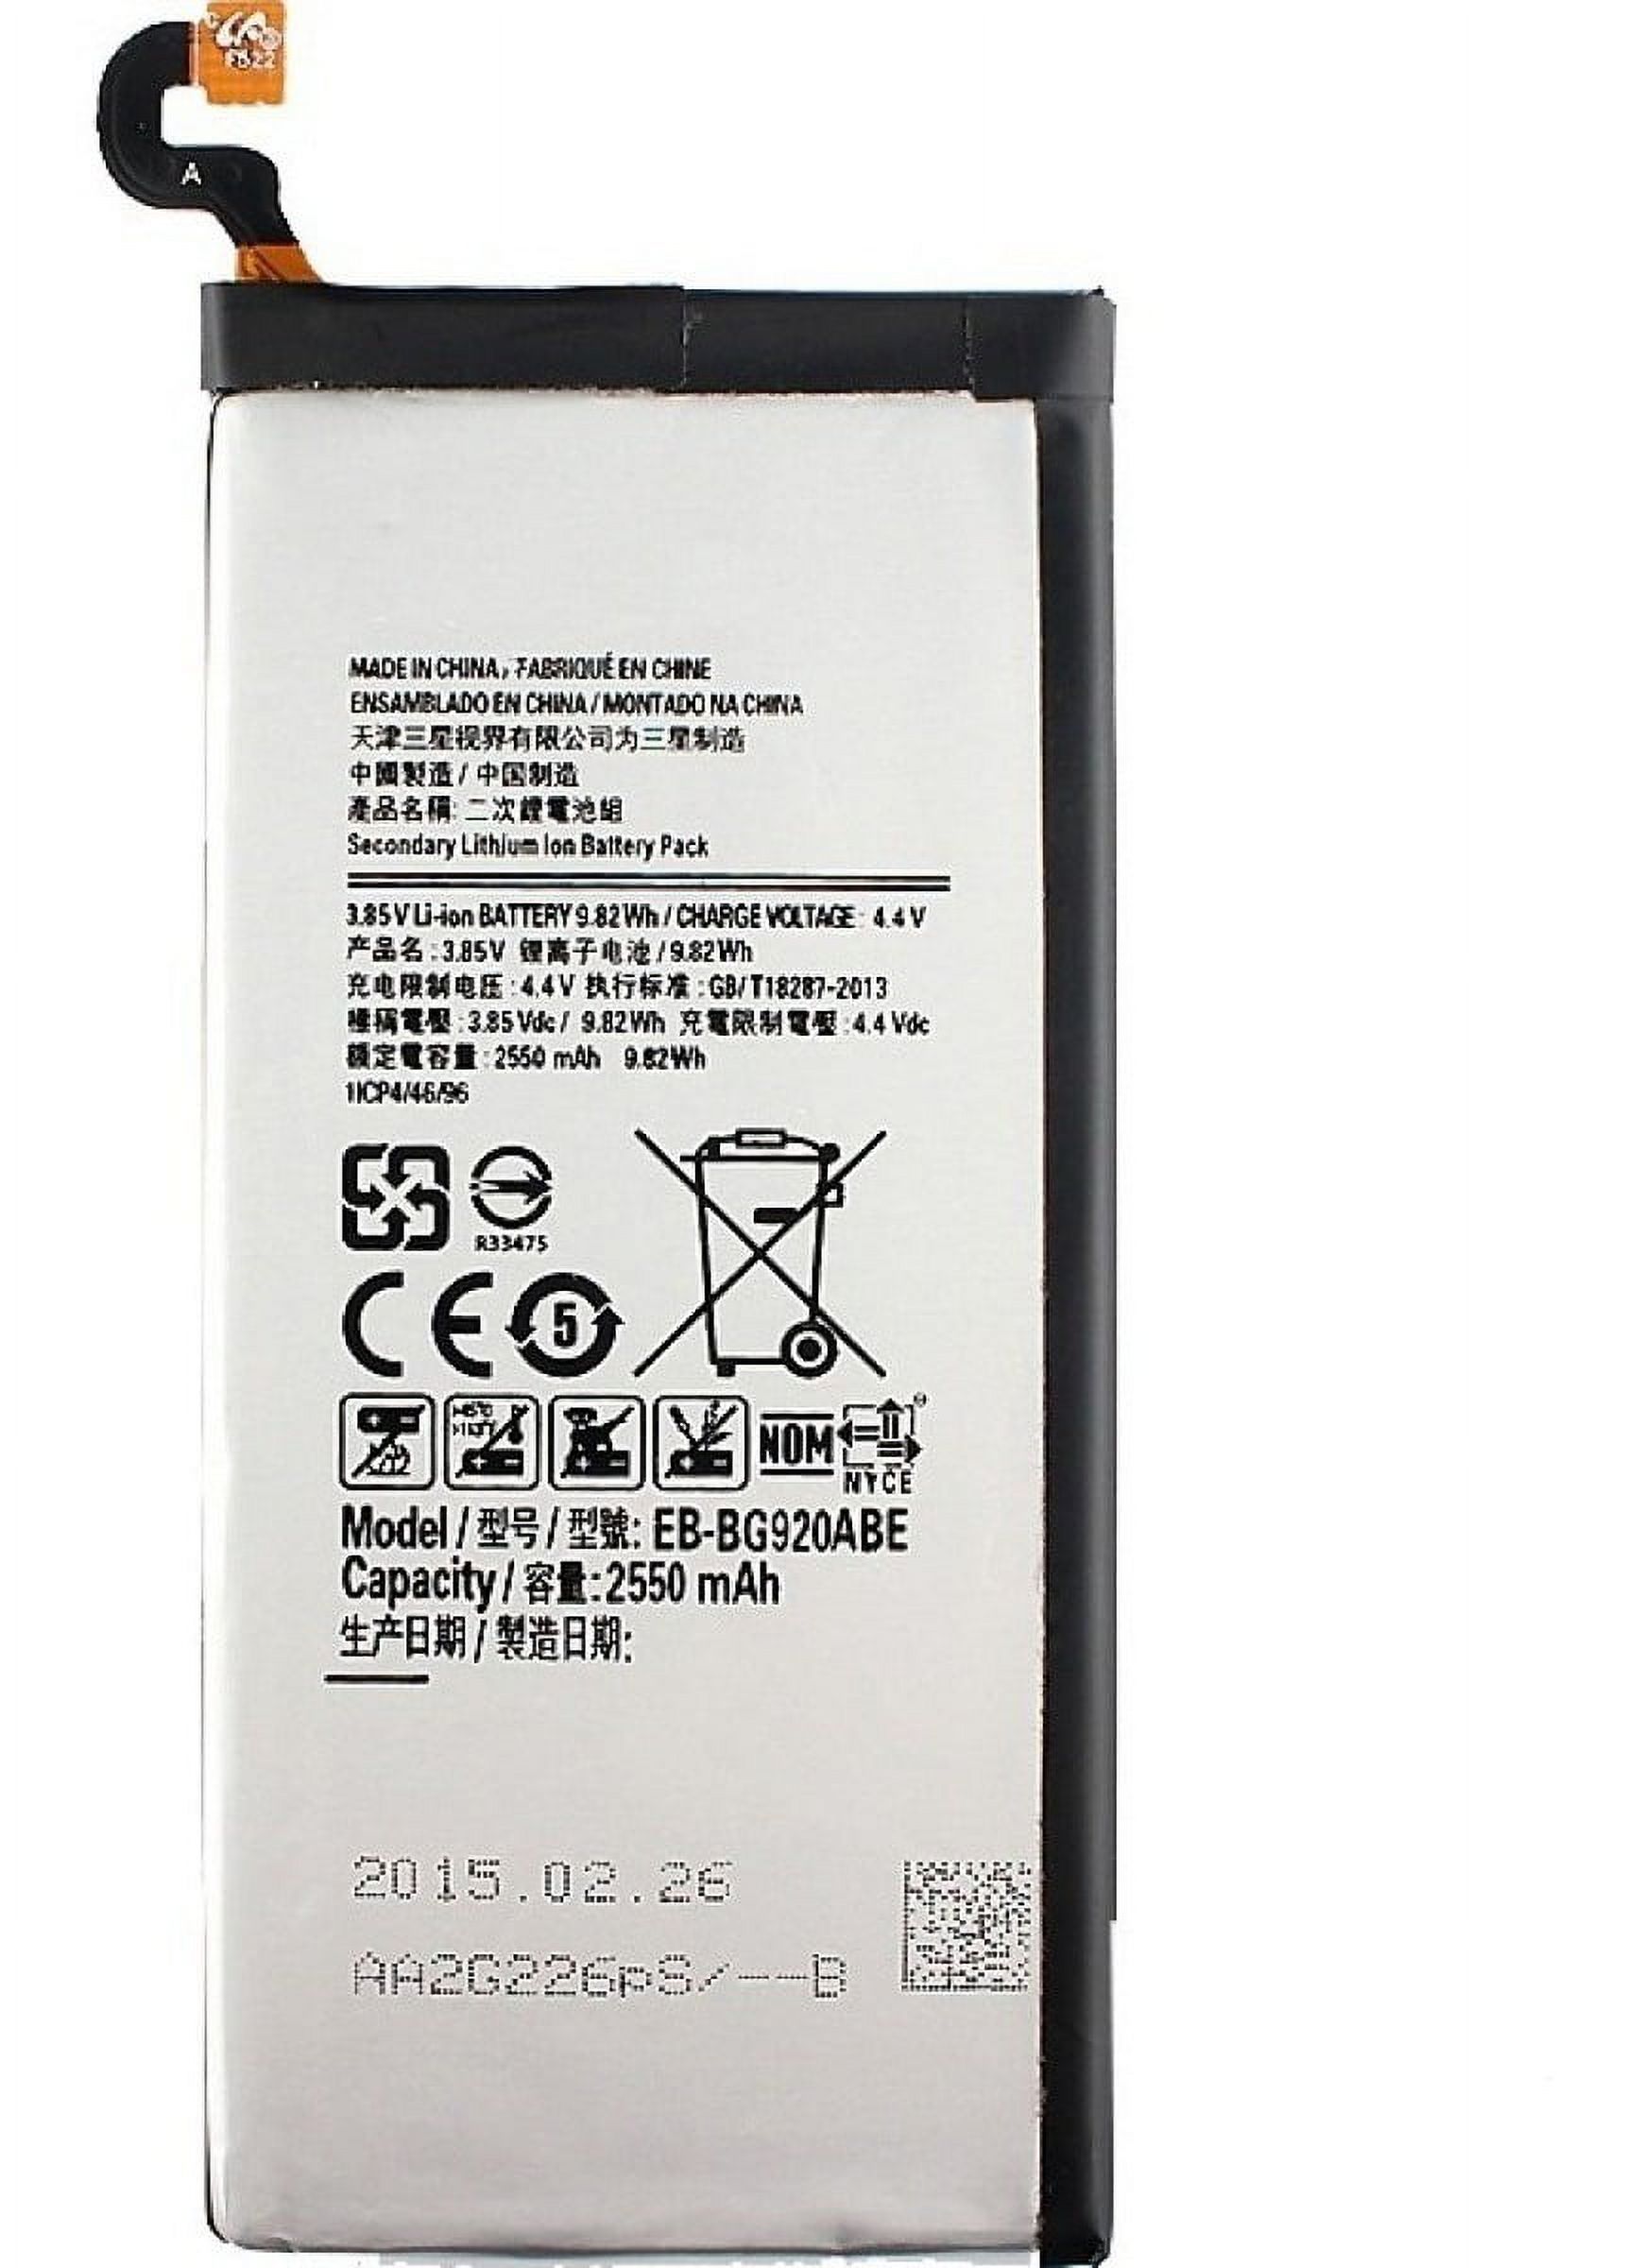 A
MADE IN CHINA, FABRIQUÉ EN CHINE
ENSAMBLADO EN CHINA / MONTADO NA CHINA
天津三星视界有限公司为三星制造
中國製造 / 中国制造
產品名稱: 二次鋰電池組
Secondary Lithium Ion Battery Pack
3.85 V Li-ion BATTERY 9.82 Wh / CHARGE VOLTAGE : 4.4 V
产品名 : 3.85V 锂离子电池 / 9.82Wh
充电限制电压 : 4.4 V 执行标准 : GB/T18287-2013
標稱電壓 : 3.85 Vdc / 9.82Wh 充電限制電壓 : 4.4 Vdc
額定電容量 : 2550 mAh 9.82Wh
1ICP4/46/96
R33475
CE 5
NOM NYCE
Model / 型号 / 型號: EB-BG920ABE
Capacity / 容量: 2550 mAh
生产日期 / 製造日期:
2015.02.26
AA2G226pS/--B